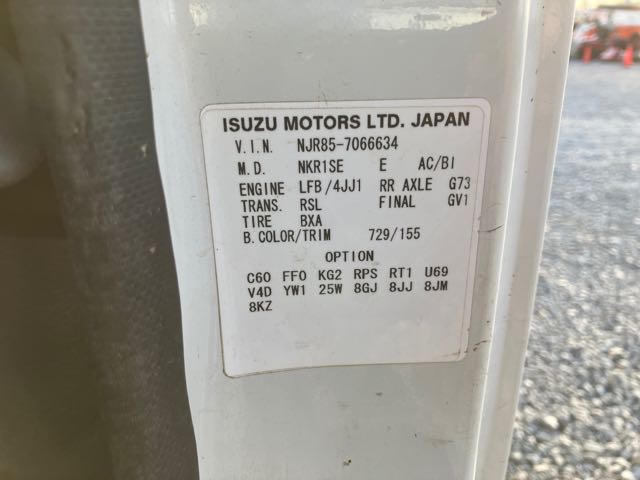 ISUZU MOTORS LTD. JAPAN
V.I.N. NJR85-7066634
M.D. NKR1SE E AC/BI
ENGINE LFB/4JJ1 RR AXLE G73
TRANS. RSL FINAL GV1
TIRE BXA
B.COLOR/TRIM 729/155
OPTION
C60 FF0 KG2 RPS RT1 U69
V4D YW1 25W 8GJ 8JJ 8JM
8KZ